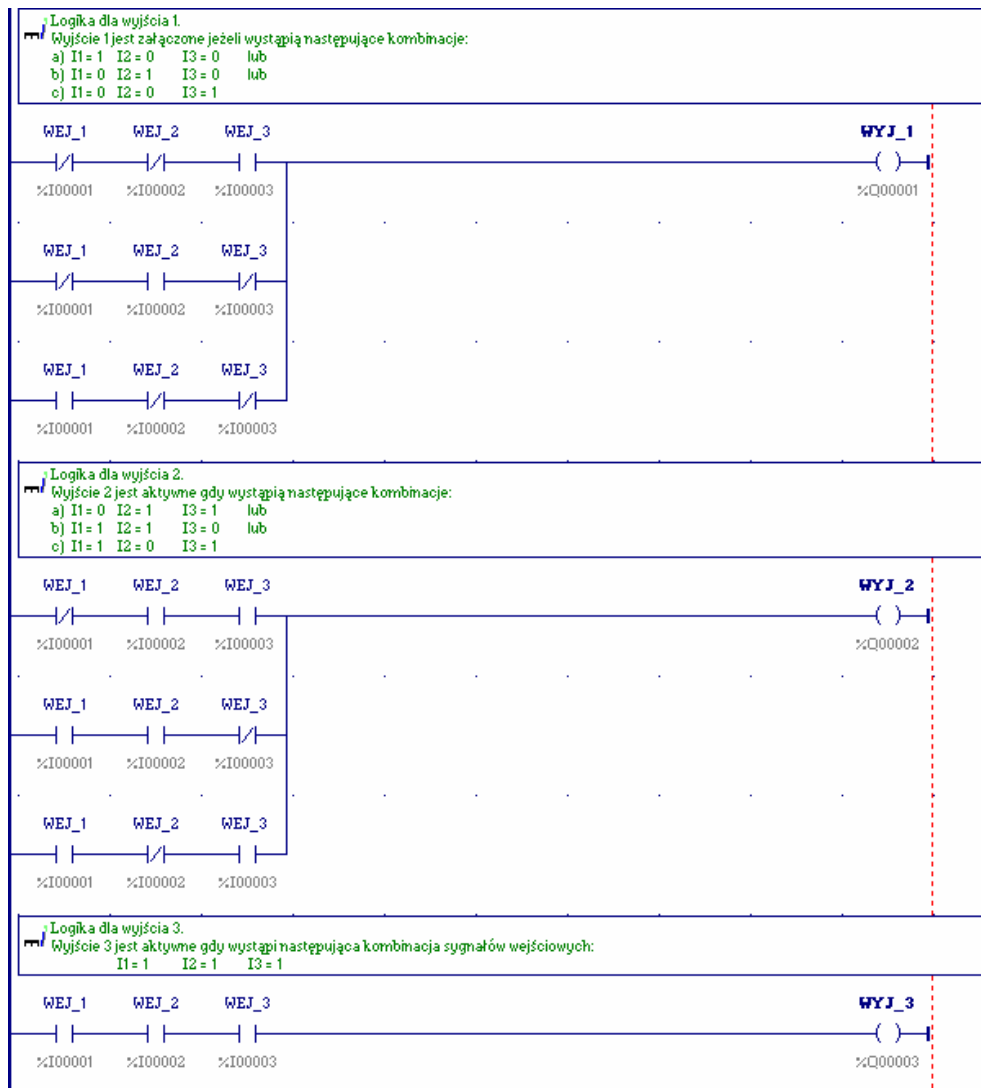 Logika dla wyjścia 1.
Wyjście 1 jest załączone jeżeli wystąpią następujące kombinacje:
a) I1 = 1 I2 = 0 I3 = 0 lub
b) I1 = 0 I2 = 1 I3 = 0 lub
c) I1 = 0 I2 = 0 I3 = 1
WEJ_1 WEJ_2 WEJ_3 WYJ_1
%I00001 %I00002 %I00003 %Q00001
WEJ_1 WEJ_2 WEJ_3
%I00001 %I00002 %I00003
WEJ_1 WEJ_2 WEJ_3
%I00001 %I00002 %I00003
Logika dla wyjścia 2.
Wyjście 2 jest aktywne gdy wystąpią następujące kombinacje:
a) I1 = 0 I2 = 1 I3 = 1 lub
b) I1 = 1 I2 = 1 I3 = 0 lub
c) I1 = 1 I2 = 0 I3 = 1
WEJ_1 WEJ_2 WEJ_3 WYJ_2
%I00001 %I00002 %I00003 %Q00002
WEJ_1 WEJ_2 WEJ_3
%I00001 %I00002 %I00003
WEJ_1 WEJ_2 WEJ_3
%I00001 %I00002 %I00003
Logika dla wyjścia 3.
Wyjście 3 jest aktywne gdy wystąpi następująca kombinacja sygnałów wejściowych:
I1 = 1 I2 = 1 I3 = 1
WEJ_1 WEJ_2 WEJ_3 WYJ_3
%I00001 %I00002 %I00003 %Q00003